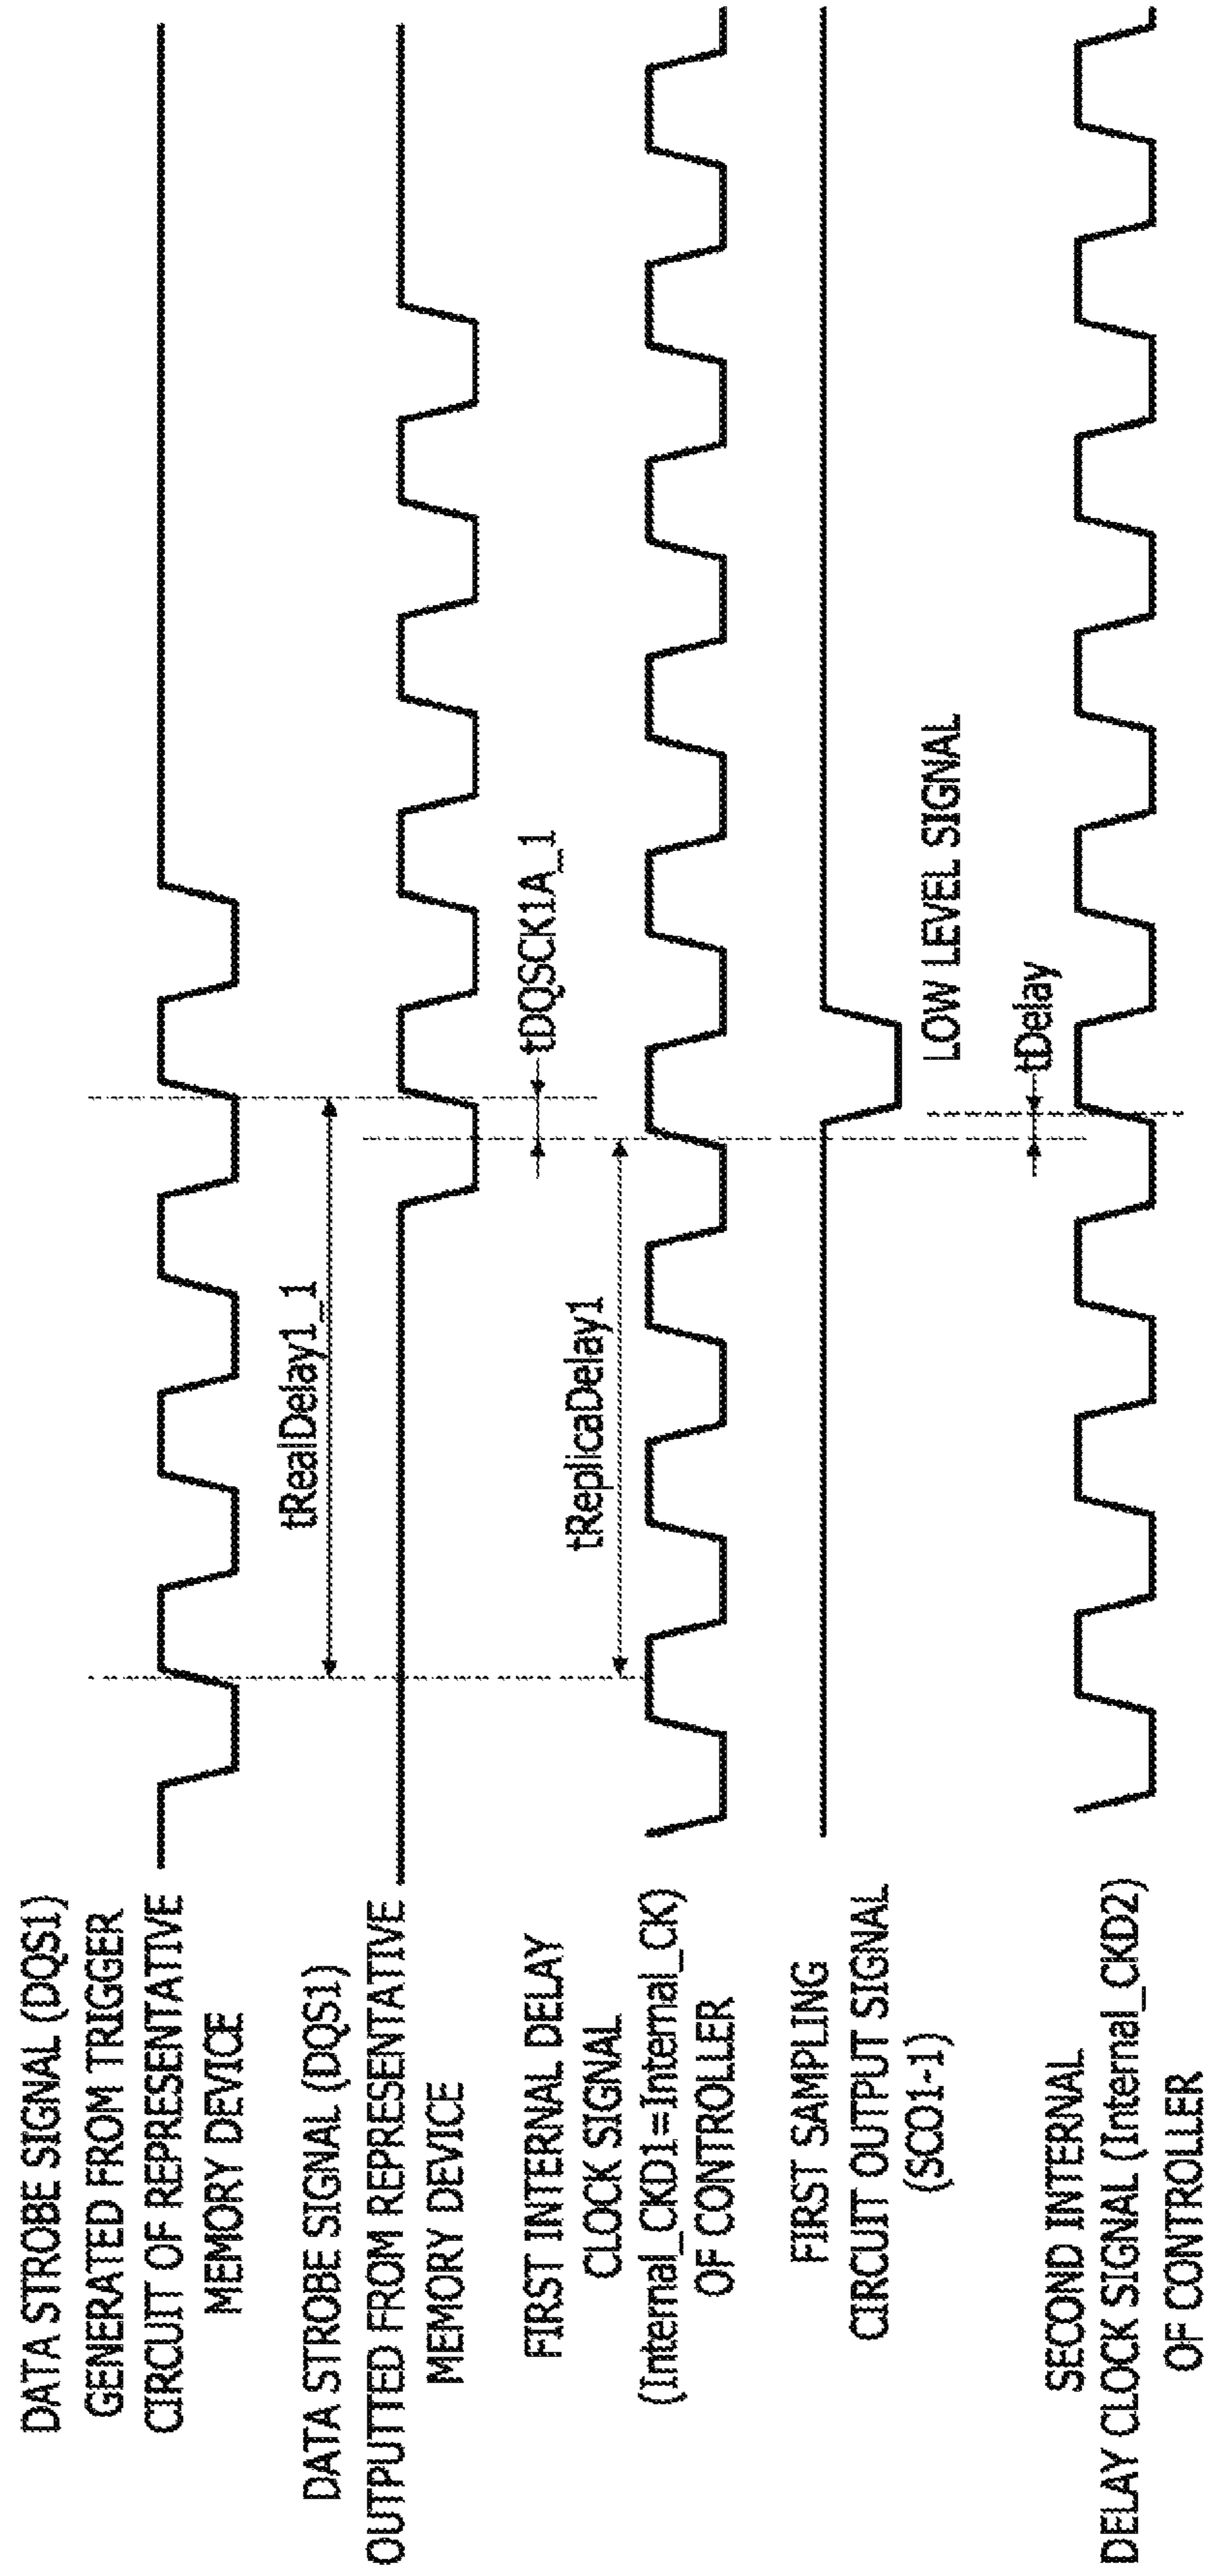 DATA STROBE SIGNAL (DQS1)
GENERATED FROM TRIGGER
CIRCUIT OF REPRESENTATIVE
MEMORY DEVICE
tRealDelay1_1
DATA STROBE SIGNAL (DQS1)
OUTPUTTED FROM REPRESENTATIVE
MEMORY DEVICE
tDQSCK1A_1
tReplicaDelay1
FIRST INTERNAL DELAY
CLOCK SIGNAL
(Internal_CKD1=Internal_CK)
OF CONTROLLER
FIRST SAMPLING
CIRCUIT OUTPUT SIGNAL
(SCO1-1)
LOW LEVEL SIGNAL
tDelay
SECOND INTERNAL
DELAY CLOCK SIGNAL (Internal_CKD2)
OF CONTROLLER